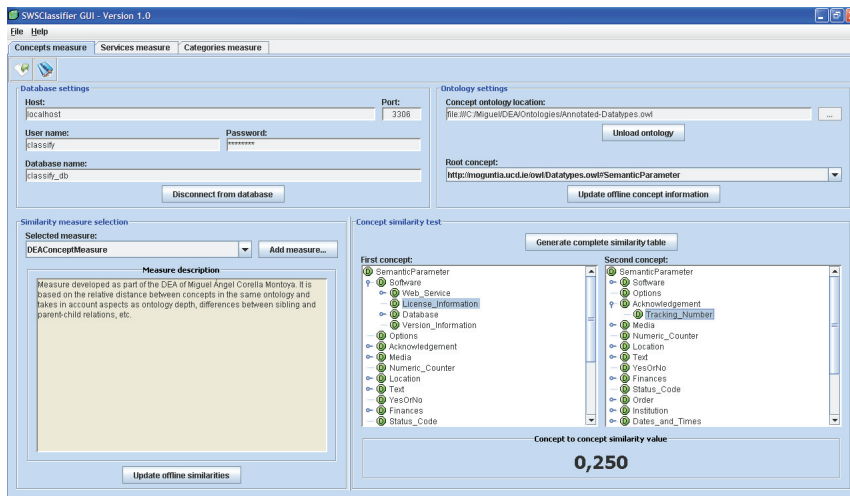 SWSClassifier GUI - Version 1.0
File Help
Concepts measure Services measure Categories measure
Database settings
Host:
Port:
localhost
3306
User name:
Password:
classify
********
Database name:
classify_db
Disconnect from database
Ontology settings
Concept ontology location:
file:///C:/Miguel/DEA/Ontologies/Annotated-Datatypes.owl
...
Unload ontology
Root concept:
http://moguntia.ucd.ie/owl/Datatypes.owl#SemanticParameter
Update offline concept information
Similarity measure selection
Selected measure:
DEAConceptMeasure
Add measure...
Measure description
Measure developed as part of the DEA of Miguel Ángel Corella Montoya. It is
based on the relative distance between concepts in the same ontology and
takes in account aspects as ontology depth, differences between sibling and
parent-child relations, etc.
Update offline similarities
Concept similarity test
Generate complete similarity table
First concept:
D SemanticParameter
D Software
D Web_Service
D License_Information
D Database
D Version_Information
D Options
D Acknowledgement
D Media
D Numeric_Counter
D Location
D Text
D YesOrNo
D Finances
D Status_Code
Second concept:
D SemanticParameter
D Software
D Options
D Acknowledgement
D Tracking_Number
D Media
D Numeric_Counter
D Location
D Text
D YesOrNo
D Finances
D Status_Code
D Order
D Institution
D Dates_and_Times
Concept to concept similarity value
0,250